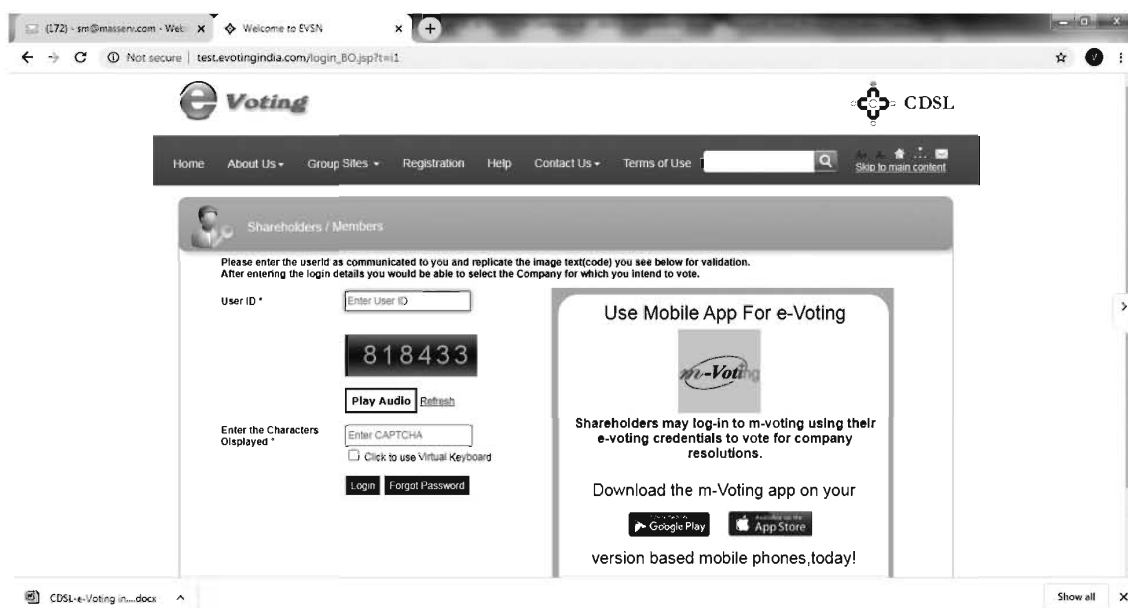 (172) - sm@masserv.com - Web
Welcome to EVSN
Not secure | test.evotingindia.com/login_BO.jsp?t=i1
V
e Voting
CDSL
Home About Us Group Sites Registration Help Contact Us Terms of Use
Skip to main content
Shareholders / Members
Please enter the userid as communicated to you and replicate the image text(code) you see below for validation.
After entering the login details you would be able to select the Company for which you intend to vote.
User ID *
Enter User ID
818433
Play Audio Refresh
Enter the Characters
Displayed *
Enter CAPTCHA
Click to use Virtual Keyboard
Login Forgot Password
Use Mobile App For e-Voting
m-Voting
Shareholders may log-in to m-voting using their
e-voting credentials to vote for company
resolutions.
Download the m-Voting app on your
Google Play
Available on the
App Store
version based mobile phones,today!
CDSL-e-Voting in....docx
Show all